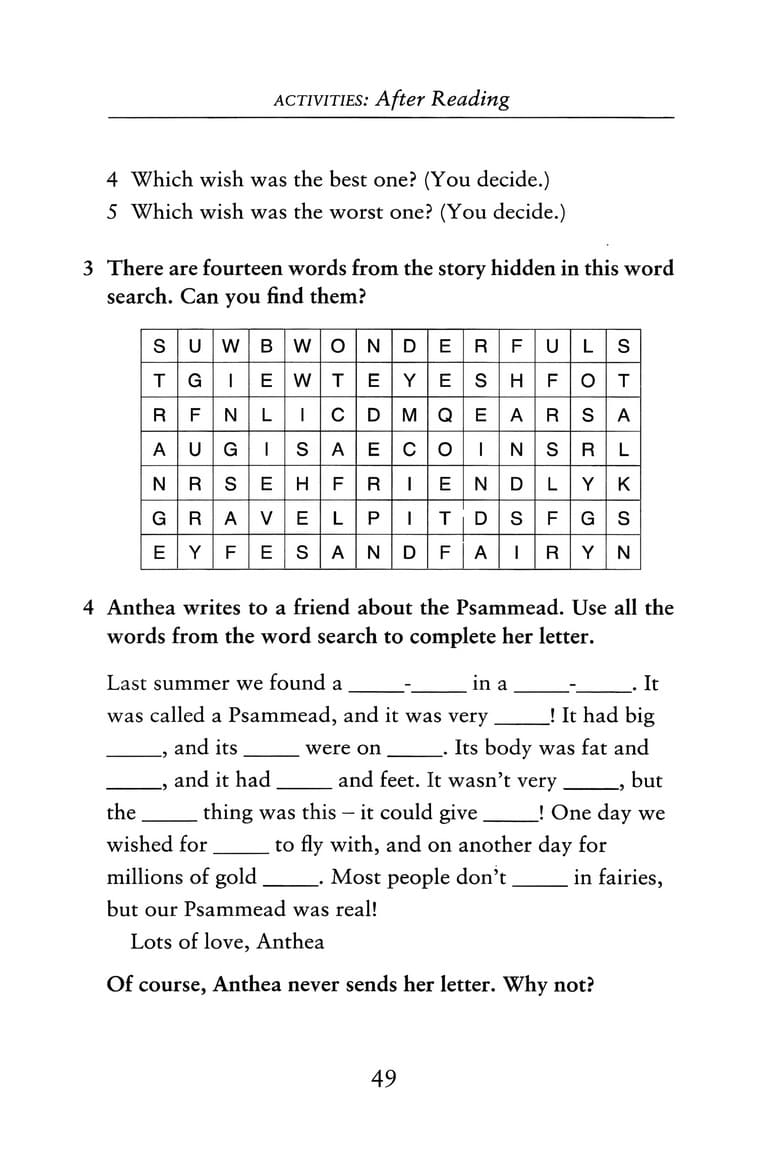 ACTIVITIES: After Reading
4 Which wish was the best one? (You decide.)
5 Which wish was the worst one? (You decide.)
3 There are fourteen words from the story hidden in this word
search. Can you find them?
S U W B W O N D E R F U L S
T G I E W T E Y E S H F O T
R F N L I C D M Q E A R S A
A U G I S A E C O I N S R L
N R S E H F R I E N D L Y K
G R A V E L P I T D S F G S
E Y F E S A N D F A I R Y N
4 Anthea writes to a friend about the Psammead. Use all the
words from the word search to complete her letter.
Last summer we found a _____-_____ in a _____-_____. It
was called a Psammead, and it was very _____! It had big
_____, and its _____ were on _____. Its body was fat and
_____, and it had _____ and feet. It wasn't very _____, but
the _____ thing was this – it could give _____! One day we
wished for _____ to fly with, and on another day for
millions of gold _____. Most people don't _____ in fairies,
but our Psammead was real!
Lots of love, Anthea
Of course, Anthea never sends her letter. Why not?
49